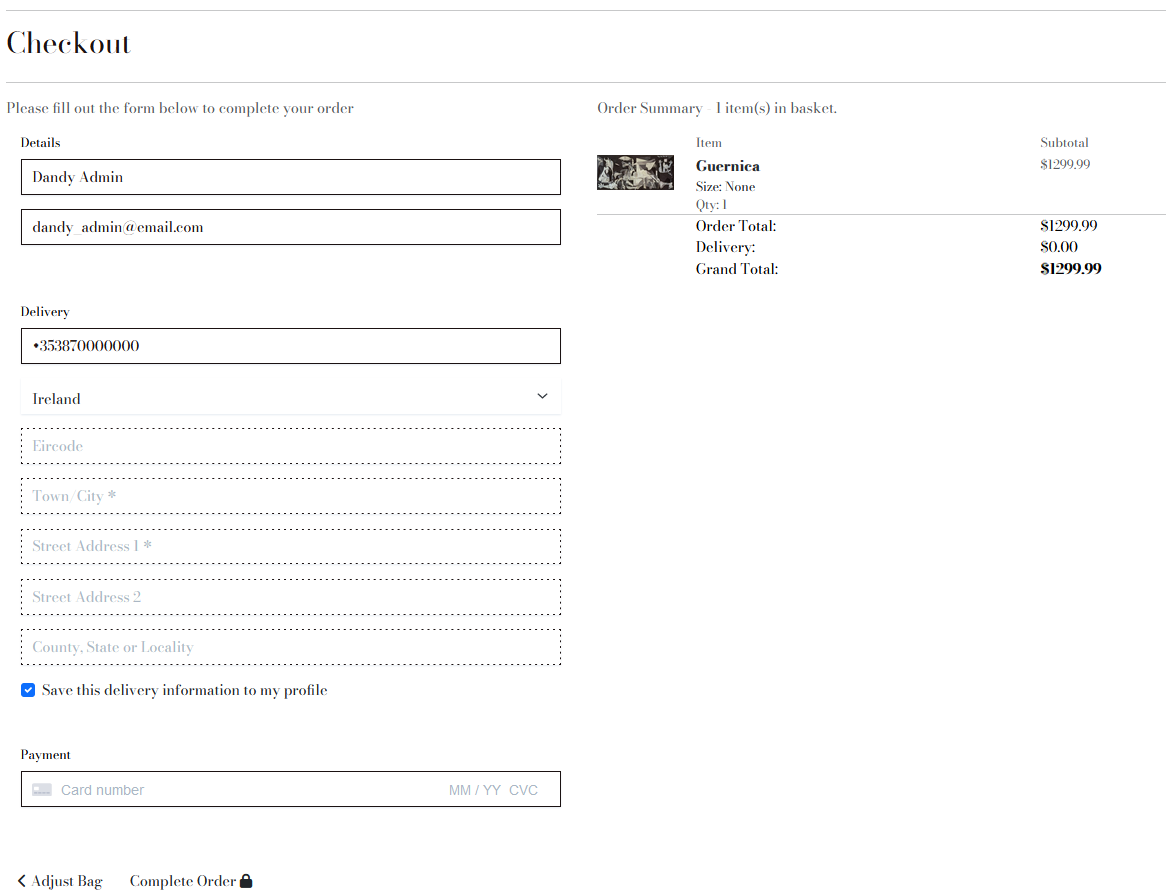 Checkout
Please fill out the form below to complete your order
Details
Dandy Admin
dandy_admin@email.com
Delivery
+353870000000
Ireland
Eircode
Town/City *
Street Address 1 *
Street Address 2
County, State or Locality
Save this delivery information to my profile
Payment
Card number MM / YY CVC
Adjust Bag Complete Order
Order Summary - 1 item(s) in basket.
Item Subtotal
Guernica $1299.99
Size: None
Qty: 1
Order Total: $1299.99
Delivery: $0.00
Grand Total: $1299.99